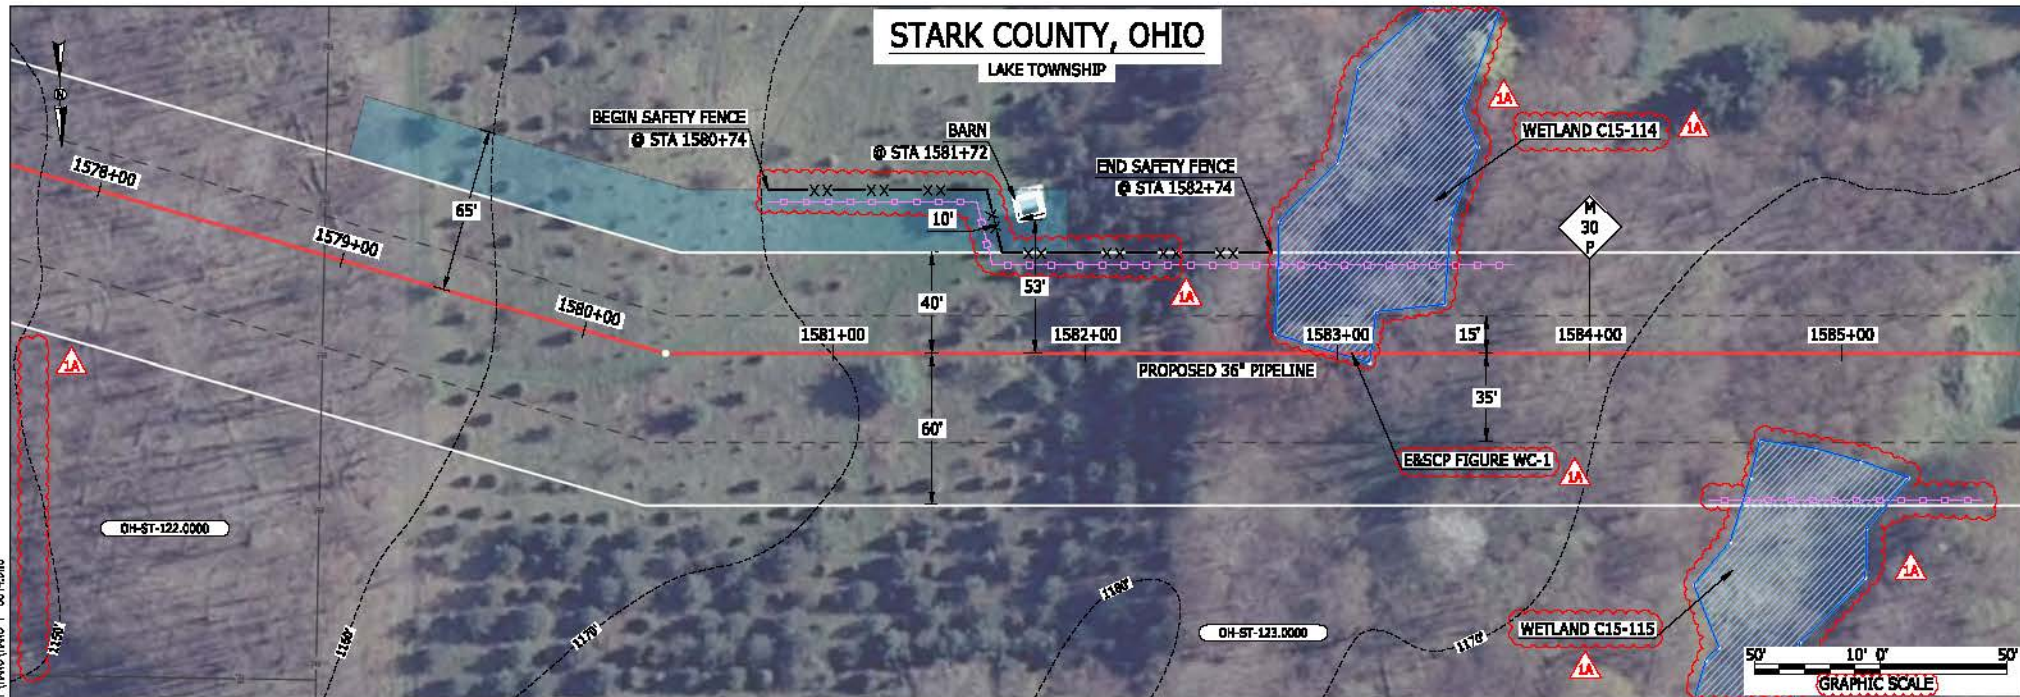 STARK COUNTY, OHIO
LAKE TOWNSHIP
N
BEGIN SAFETY FENCE
@ STA 1580+74
BARN
@ STA 1581+72
END SAFETY FENCE
@ STA 1582+74
1A
WETLAND C15-114
1A
1578+00
65'
1579+00
10'
M
30
P
1580+00
40'
53'
1A
1581+00
1582+00
1583+00
15'
1584+00
1585+00
1A
PROPOSED 36" PIPELINE
35'
60'
E&SCP FIGURE WC-1
1A
OH-ST-122.0000
1A
1150'
1160'
1170'
1180'
OH-ST-123.0000
1170'
WETLAND C15-115
1A
50' 10' 0' 50'
GRAPHIC SCALE